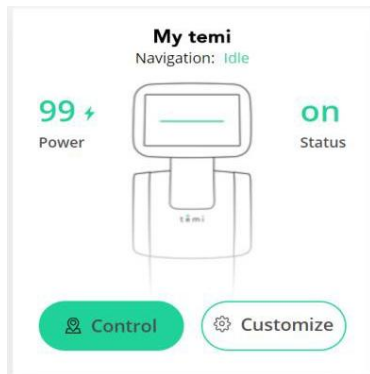 My temi
Navigation: Idle
99
Power
on
Status
temi
Control
Customize